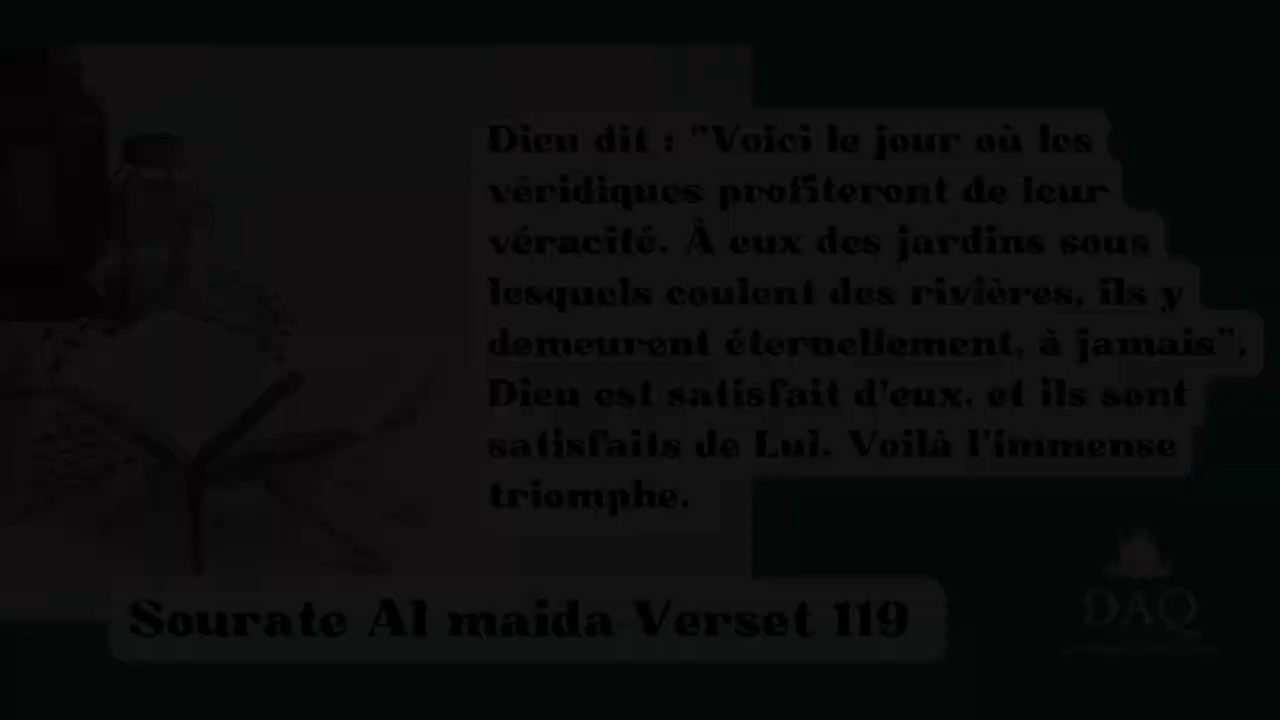 Dieu dit : "Voici le jour où les
véridiques profiteront de leur
véracité. À eux des jardins sous
lesquels coulent des rivières, ils y
demeurent éternellement, à jamais".
Dieu est satisfait d'eux, et ils sont
satisfaits de Lui. Voilà l'immense
triomphe.
Sourate Al maida Verset 119
DAQ